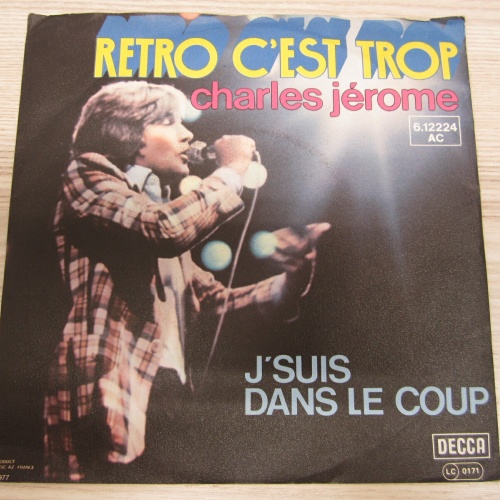 RETRO C'EST TROP
charles jérome
6.12224
AC
J'SUIS
DANS LE COUP
DECCA
LC 0171